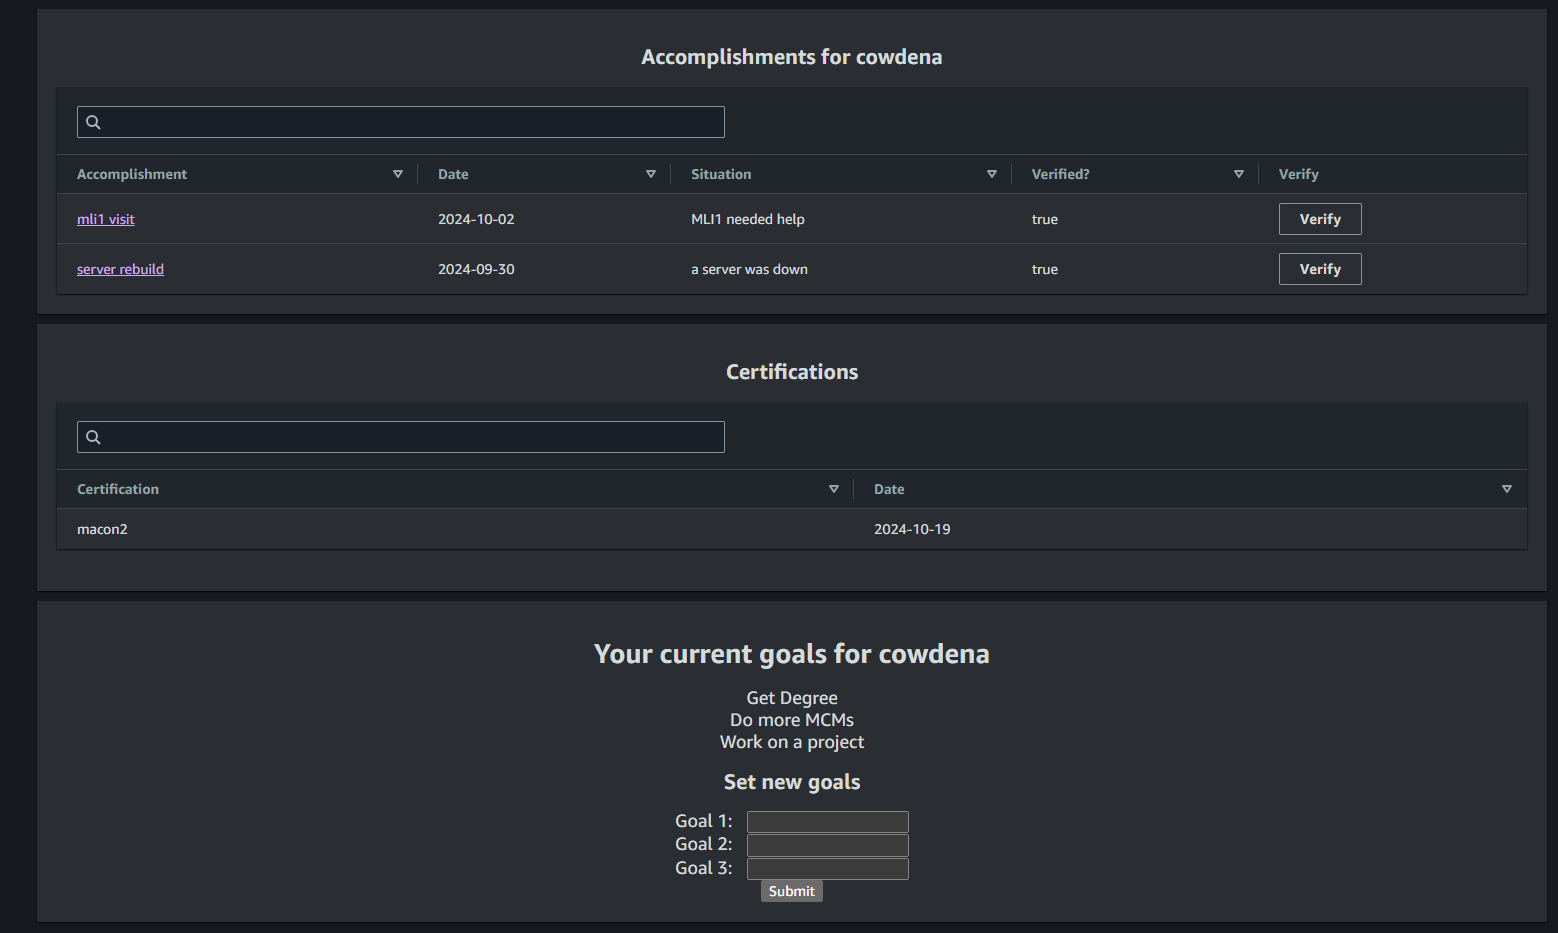 Accomplishments for cowdena
Accomplishment Date Situation Verified? Verify
mli1 visit 2024-10-02 MLI1 needed help true Verify
server rebuild 2024-09-30 a server was down true Verify
Certifications
Certification Date
macon2 2024-10-19
Your current goals for cowdena
Get Degree
Do more MCMs
Work on a project
Set new goals
Goal 1:
Goal 2:
Goal 3:
Submit